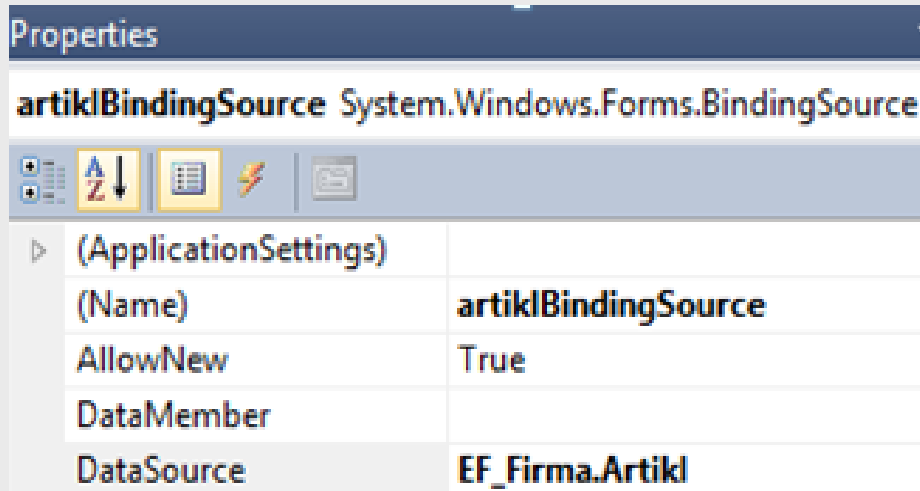 Properties
artiklBindingSource System.Windows.Forms.BindingSource
(ApplicationSettings)
(Name) artiklBindingSource
AllowNew True
DataMember
DataSource EF_Firma.Artikl